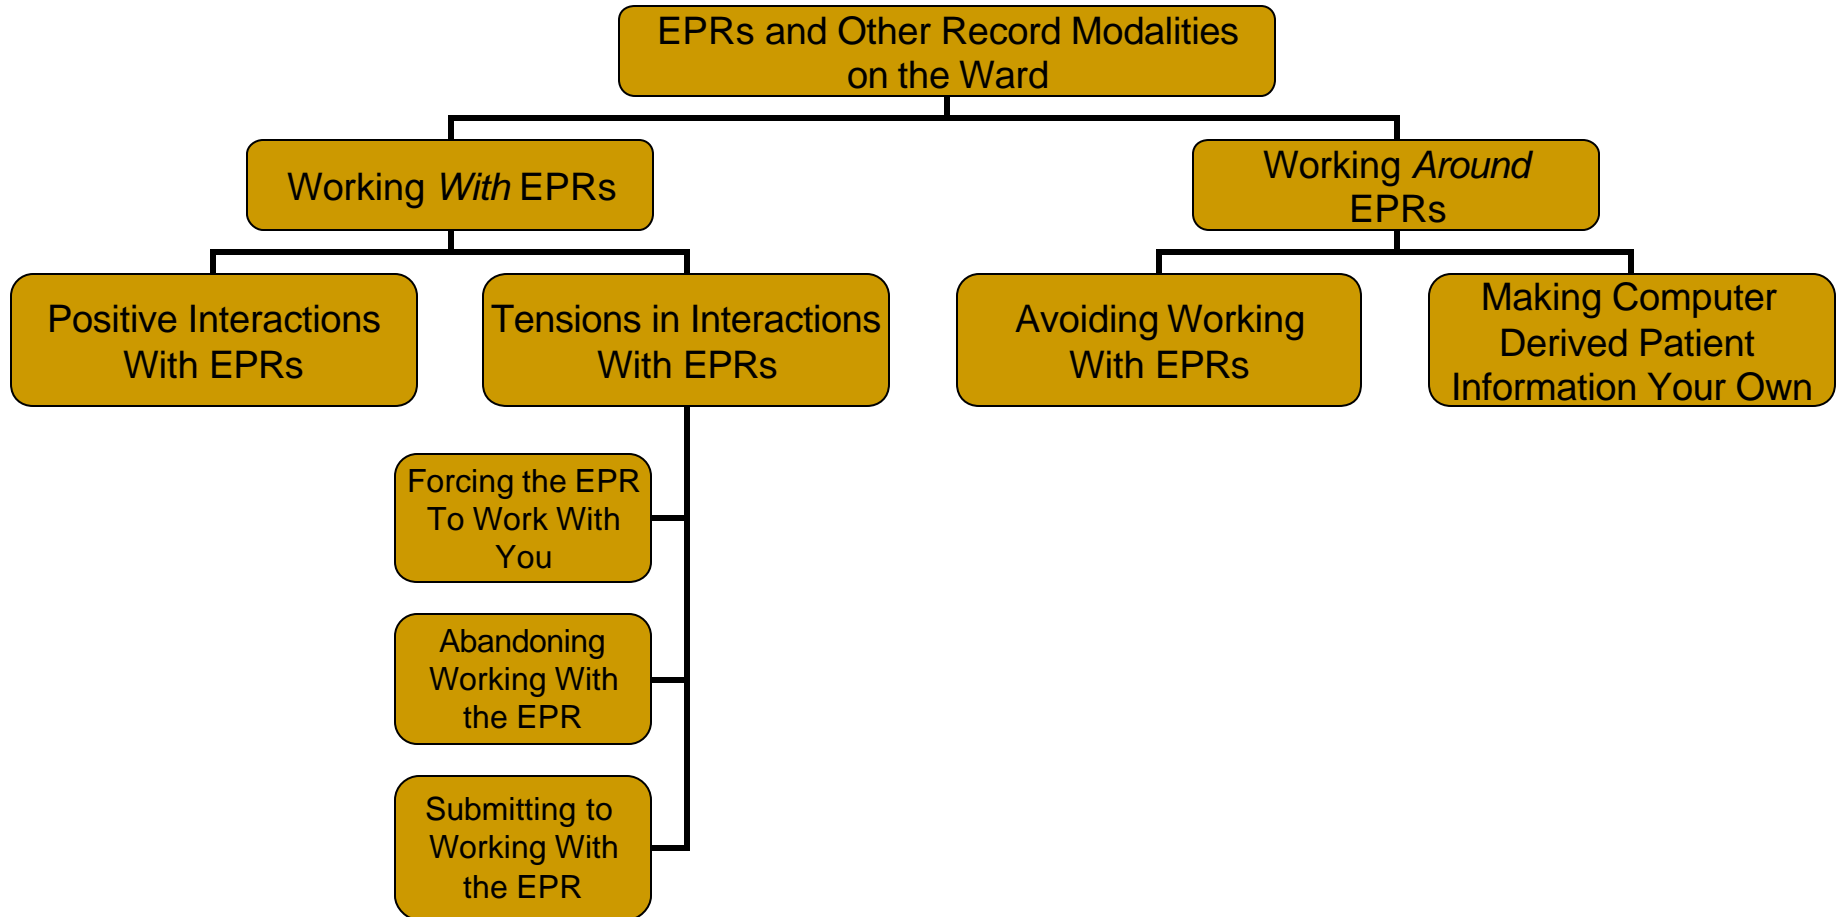 EPRs and Other Record Modalities
on the Ward
Working With EPRs
Working Around
EPRs
Positive Interactions
With EPRs
Tensions in Interactions
With EPRs
Avoiding Working
With EPRs
Making Computer
Derived Patient
Information Your Own
Forcing the EPR
To Work With
You
Abandoning
Working With
the EPR
Submitting to
Working With
the EPR